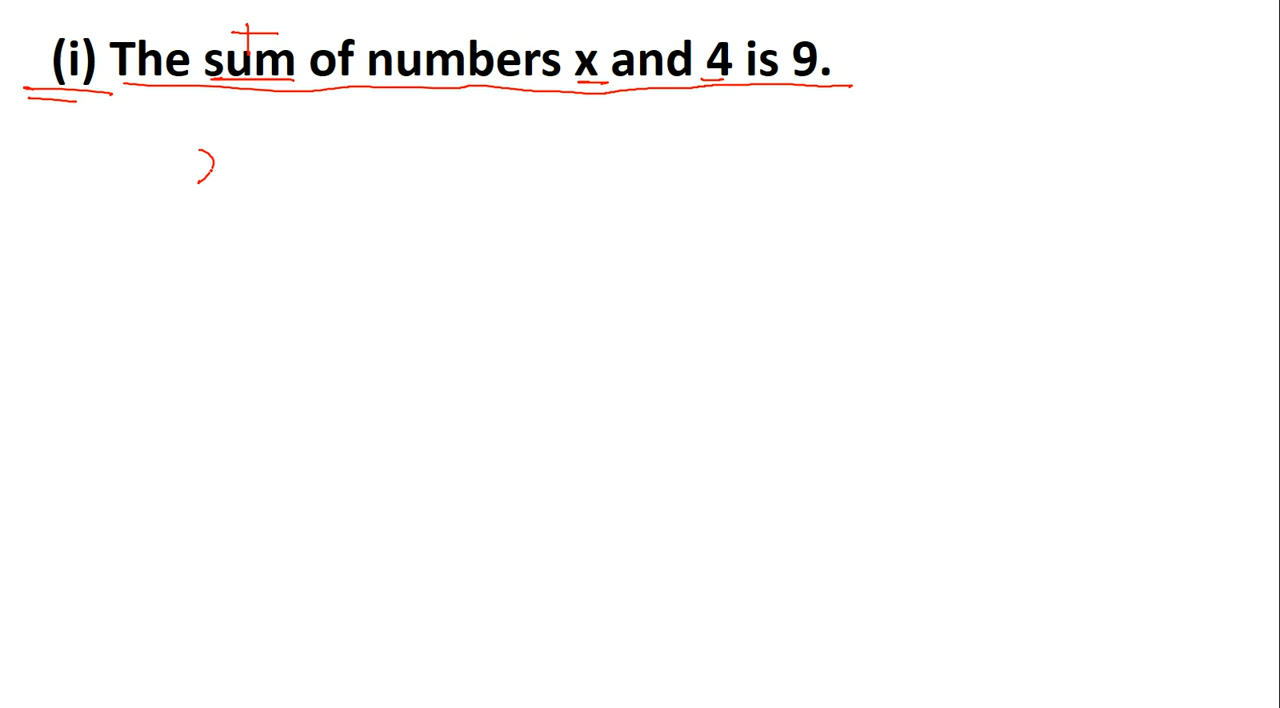 +
(i) The sum of numbers x and 4 is 9.